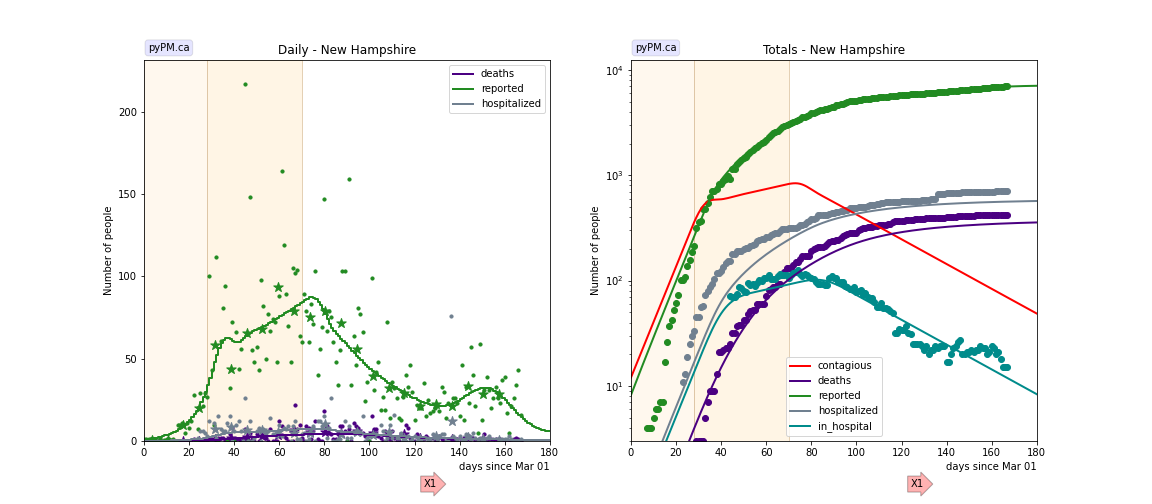 pyPM.ca
Daily - New Hampshire
Number of people
200
150
100
50
0
0 20 40 60 80 100 120 140 160 180
days since Mar 01
deaths
reported
hospitalized
X1
pyPM.ca
Totals - New Hampshire
Number of people
10⁴
10³
10²
10¹
0 20 40 60 80 100 120 140 160 180
days since Mar 01
contagious
deaths
reported
hospitalized
in_hospital
X1